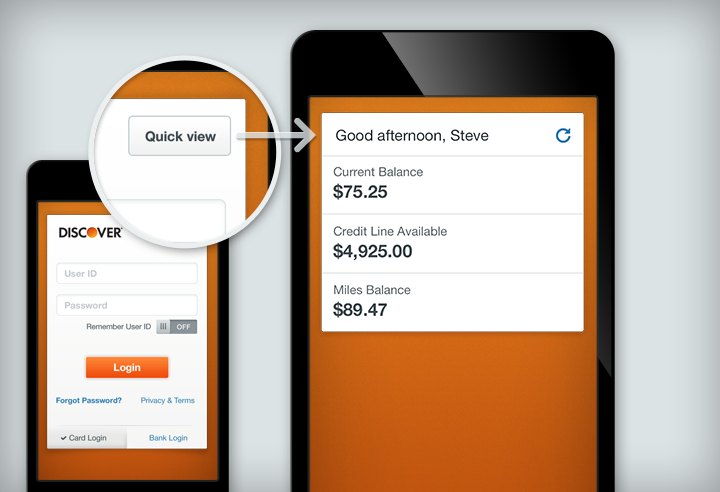 Quick view
DISCOVER
User ID
Password
Remember User ID OFF
Login
Forgot Password? Privacy & Terms
Card Login Bank Login
Good afternoon, Steve
Current Balance
$75.25
Credit Line Available
$4,925.00
Miles Balance
$89.47